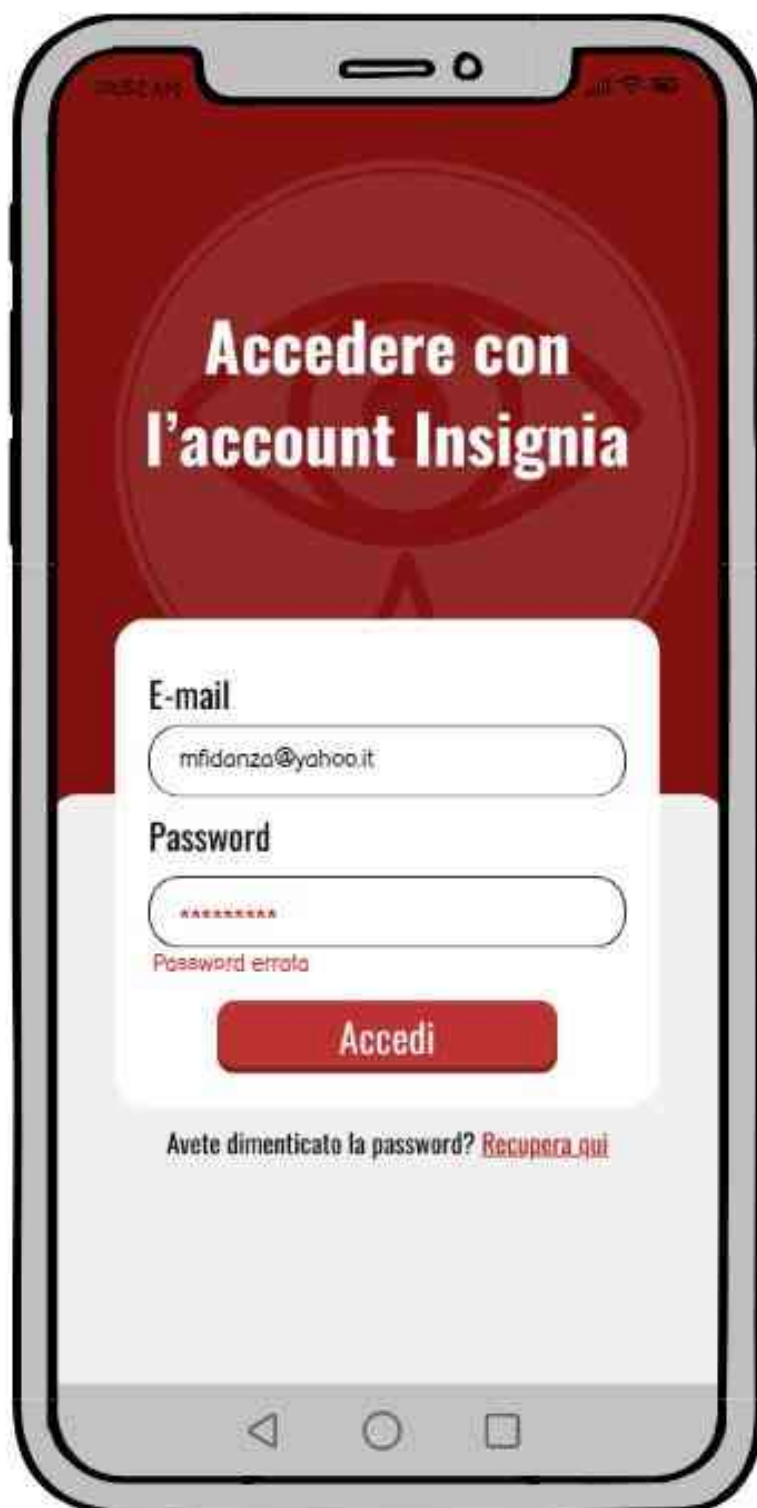 Accedere con
l'account Insignia
E-mail
mfidanza@yahoo.it
Password
*********
Password errata
Accedi
Avete dimenticato la password? Recupera qui